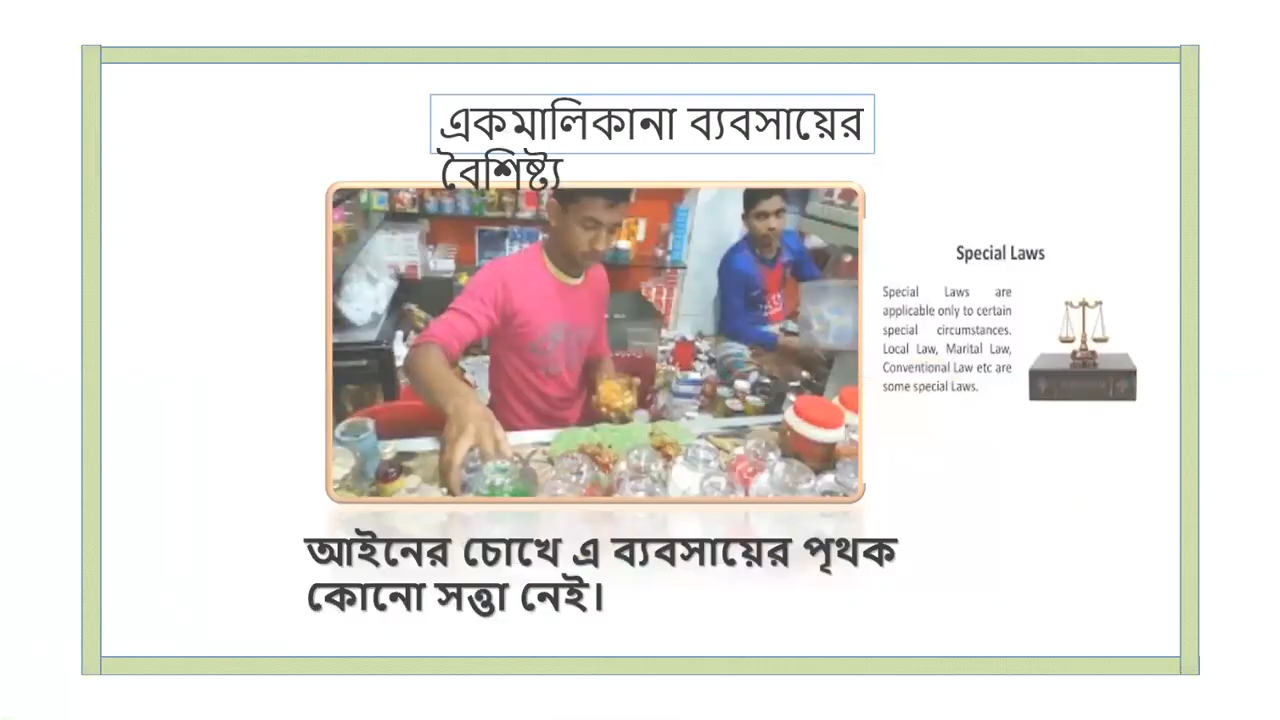 একমালিকানা ব্যবসায়ের
বৈশিষ্ট্য
Special Laws
Special Laws are
applicable only to certain
special circumstances.
Local Law, Marital Law,
Conventional Law etc are
some special Laws.
আইনের চোখে এ ব্যবসায়ের পৃথক
কোনো সত্তা নেই।